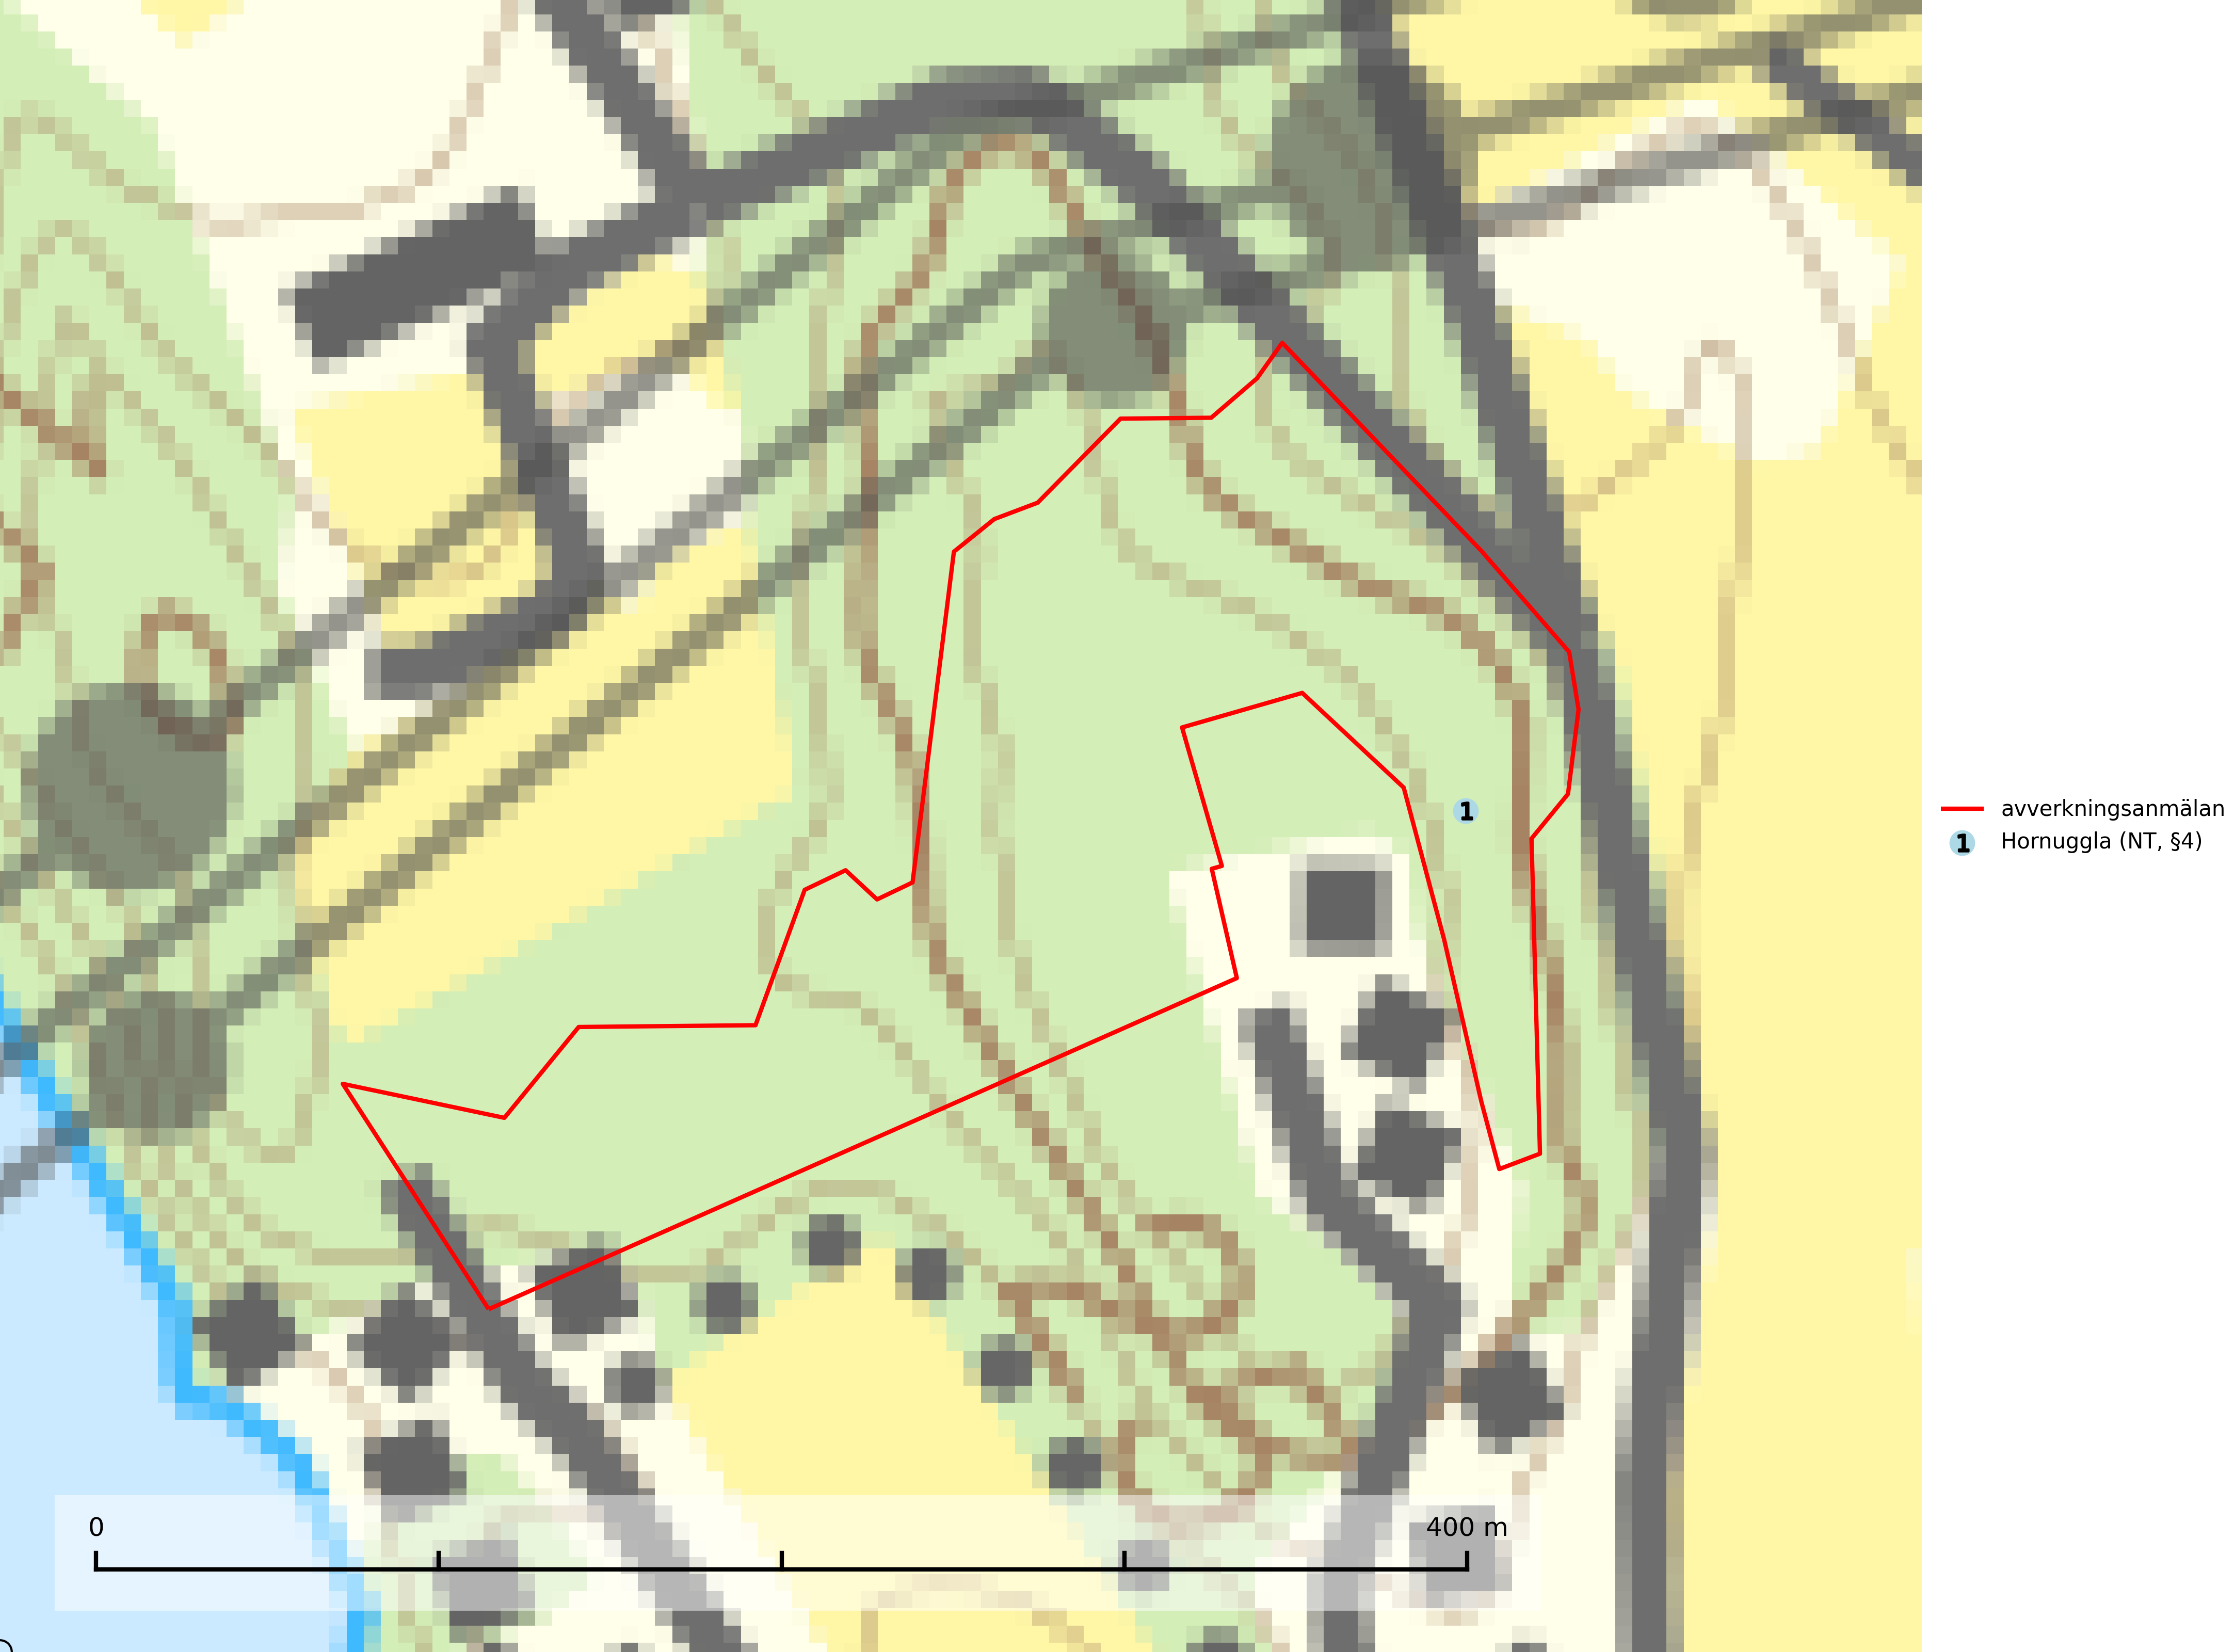 1
avverkningsanmälan
1 Hornuggla (NT, §4)
0 400 m